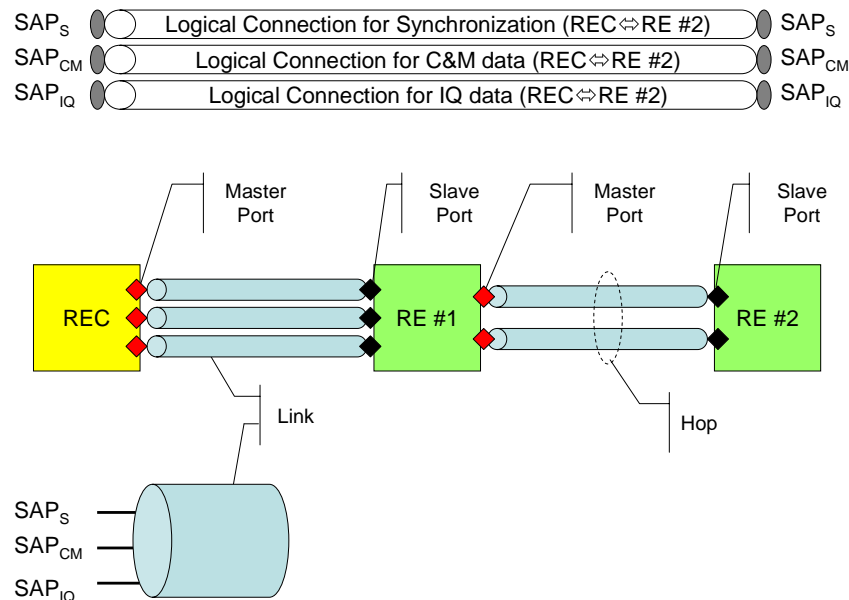 SAPS Logical Connection for Synchronization (REC⇔RE #2) SAPS
SAPCM Logical Connection for C&M data (REC⇔RE #2) SAPCM
SAPIQ Logical Connection for IQ data (REC⇔RE #2) SAPIQ
Master
Port
Slave
Port
Master
Port
Slave
Port
REC
RE #1
RE #2
Link
Hop
SAPS
SAPCM
SAPIQ